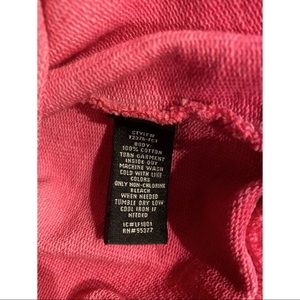 STYLE#
BODY:
100% COTTON
TURN GARMENT
INSIDE OUT
MACHINE WASH
COLD WITH LIKE
COLORS
ONLY NON-CHLORINE
BLEACH
WHEN NEEDED
TUMBLE DRY LOW
COOL IRON IF
NEEDED
RN#55377